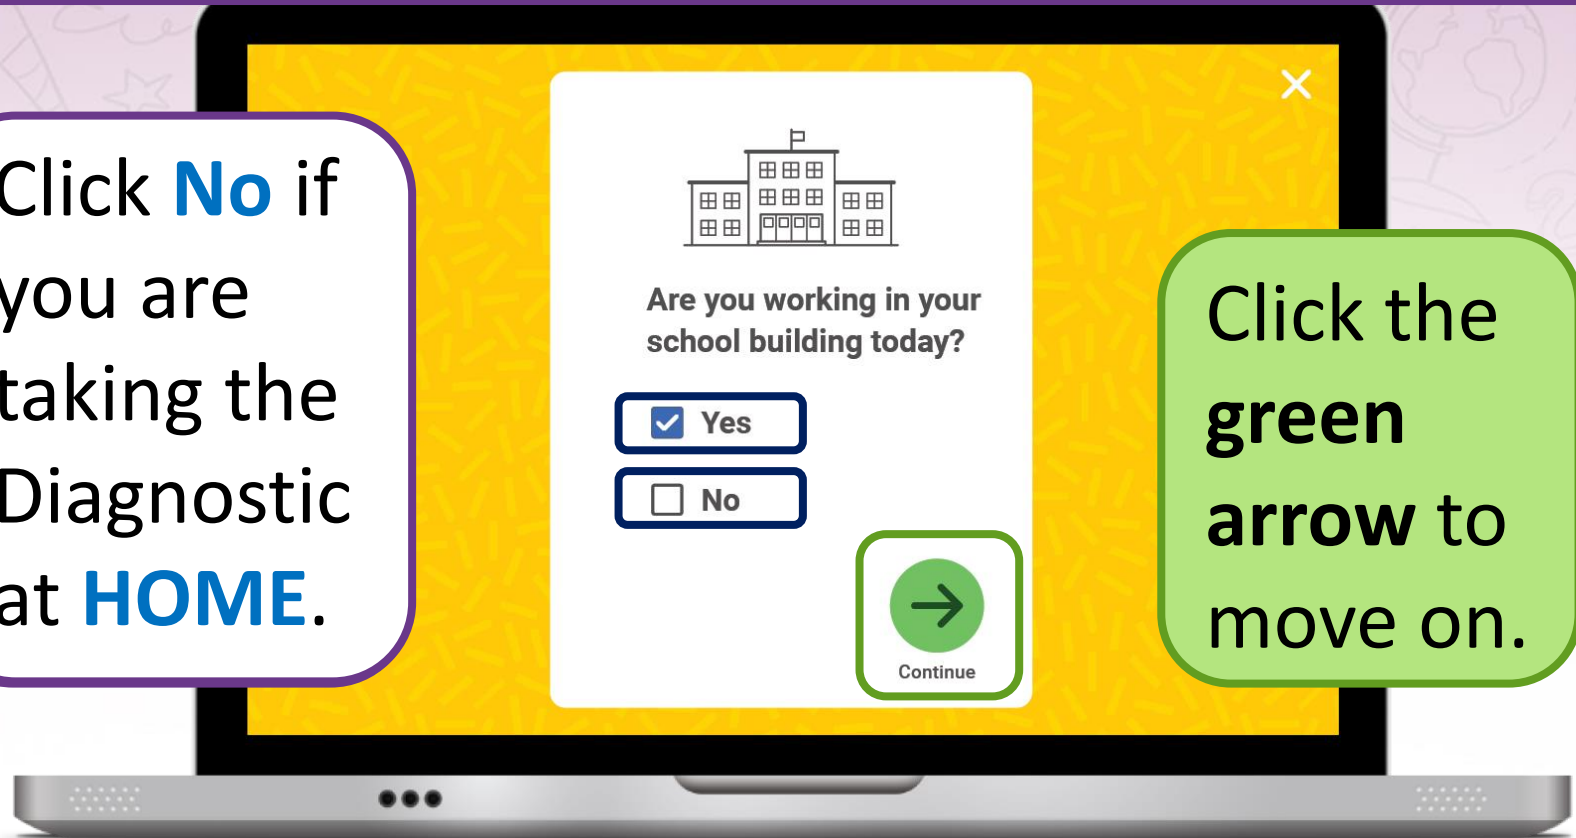 Click No if
you are
taking the
Diagnostic
at HOME.
Are you working in your
school building today?
Yes
No
Continue
Click the
green
arrow to
move on.